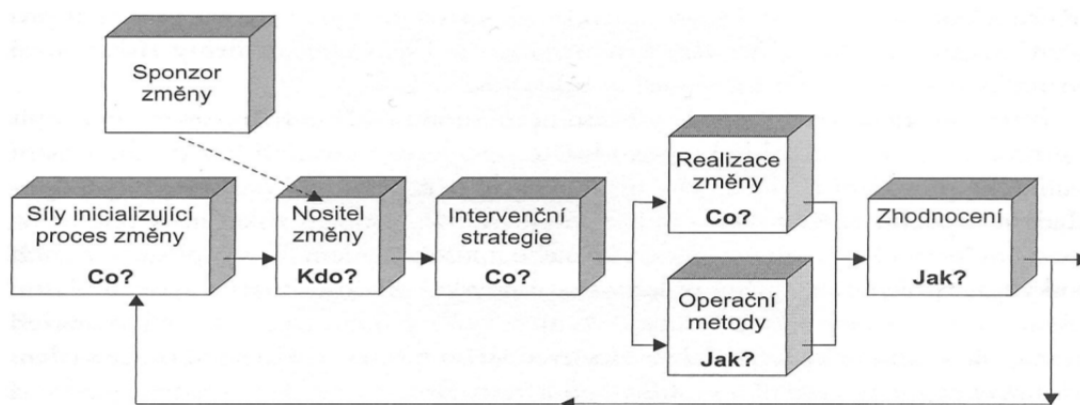 Sponzor
změny
Síly inicializující
proces změny
Co?
Nositel
změny
Kdo?
Intervenční
strategie
Co?
Realizace
změny
Co?
Operační
metody
Jak?
Zhodnocení
Jak?